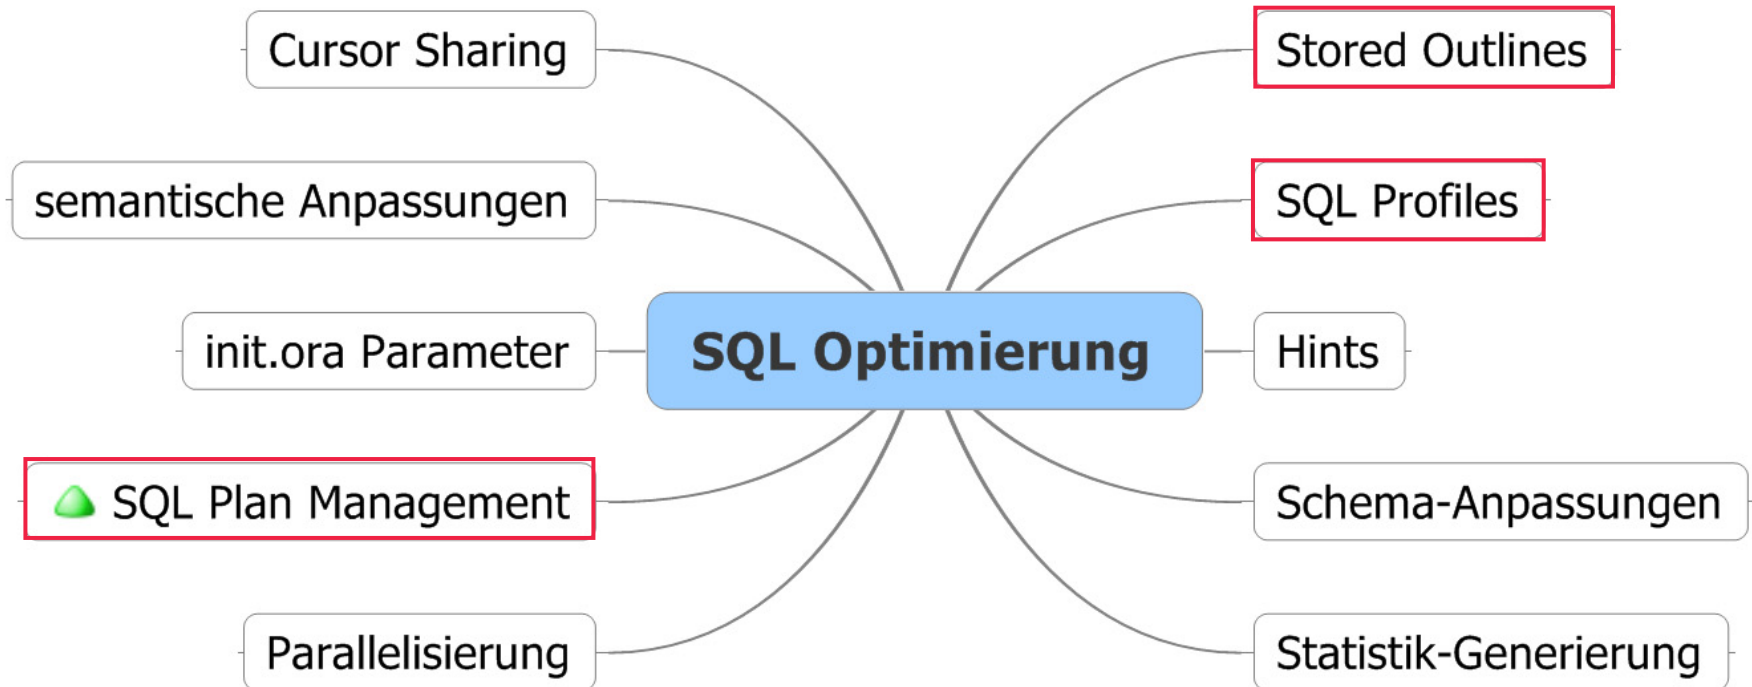 Cursor Sharing
semantische Anpassungen
init.ora Parameter
SQL Plan Management
Parallelisierung
SQL Optimierung
Stored Outlines
SQL Profiles
Hints
Schema-Anpassungen
Statistik-Generierung